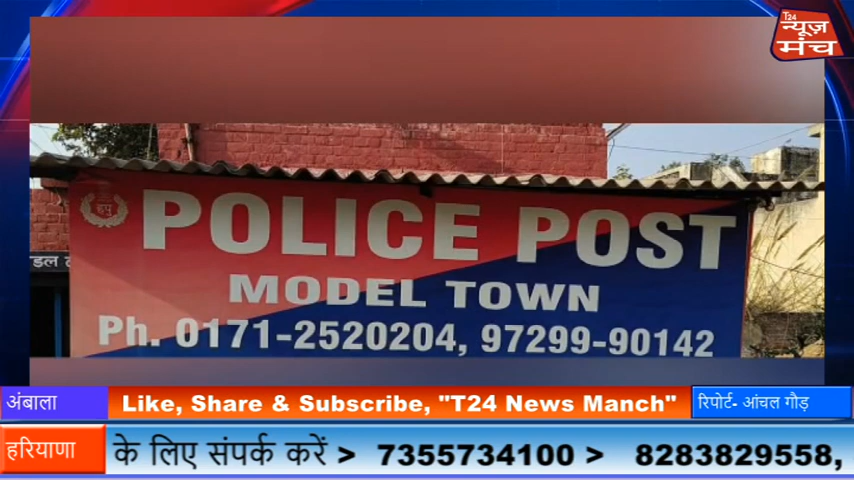 T24
न्यूज़
मंच
हपु
POLICE POST
MODEL TOWN
Ph. 0171-2520204, 97299-90142
अंबाला
Like, Share & Subscribe, "T24 News Manch"
रिपोर्ट- आंचल गौड़
हरियाणा
के लिए संपर्क करें > 7355734100 > 8283829558,